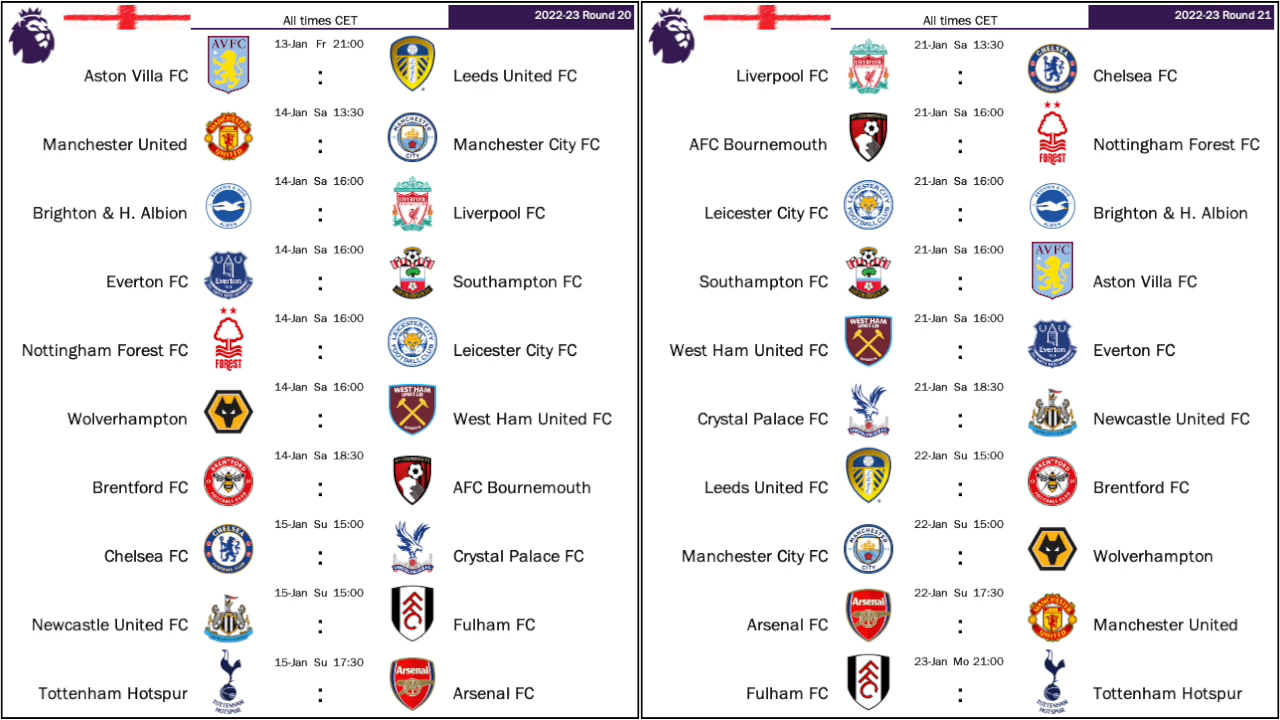 All times CET
2022-23 Round 20
13-Jan Fr 21:00
Aston Villa FC : Leeds United FC
14-Jan Sa 13:30
Manchester United : Manchester City FC
14-Jan Sa 16:00
Brighton & H. Albion : Liverpool FC
14-Jan Sa 16:00
Everton FC : Southampton FC
14-Jan Sa 16:00
Nottingham Forest FC : Leicester City FC
14-Jan Sa 16:00
Wolverhampton : West Ham United FC
14-Jan Sa 18:30
Brentford FC : AFC Bournemouth
15-Jan Su 15:00
Chelsea FC : Crystal Palace FC
15-Jan Su 15:00
Newcastle United FC : Fulham FC
15-Jan Su 17:30
Tottenham Hotspur : Arsenal FC
All times CET
2022-23 Round 21
21-Jan Sa 13:30
Liverpool FC : Chelsea FC
21-Jan Sa 16:00
AFC Bournemouth : Nottingham Forest FC
21-Jan Sa 16:00
Leicester City FC : Brighton & H. Albion
21-Jan Sa 16:00
Southampton FC : Aston Villa FC
21-Jan Sa 16:00
West Ham United FC : Everton FC
21-Jan Sa 18:30
Crystal Palace FC : Newcastle United FC
22-Jan Su 15:00
Leeds United FC : Brentford FC
22-Jan Su 15:00
Manchester City FC : Wolverhampton
22-Jan Su 17:30
Arsenal FC : Manchester United
23-Jan Mo 21:00
Fulham FC : Tottenham Hotspur